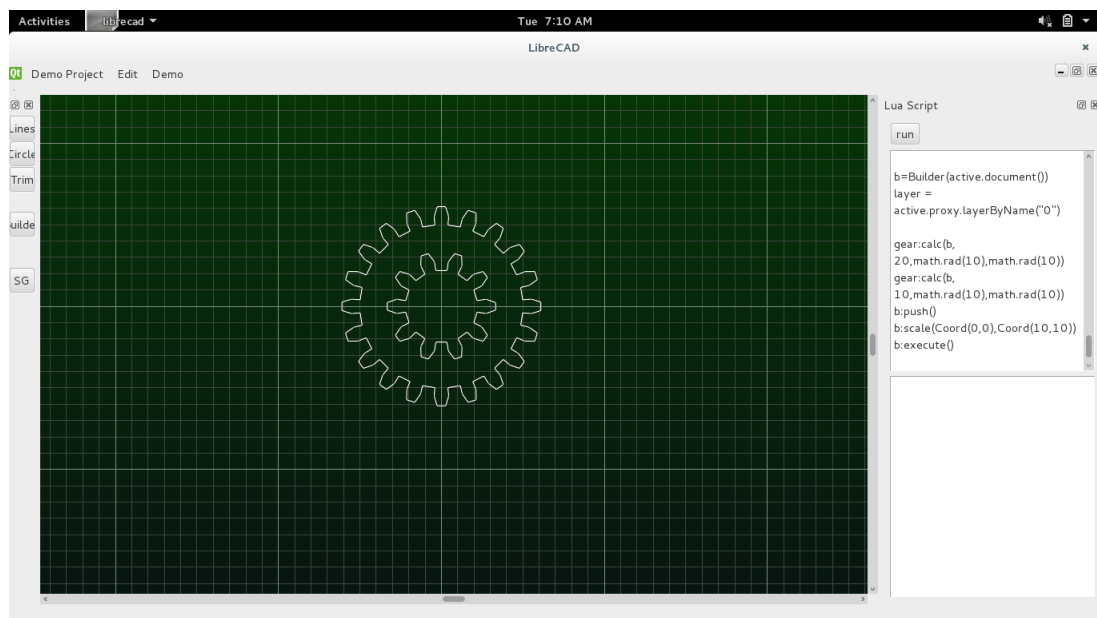 Activities librecad Tue 7:10 AM
LibreCAD
Qt Demo Project Edit Demo
Lines
Circle
Trim
uilde
SG
Lua Script
run
b=Builder(active.document())
layer =
active.proxy.layerByName("0")
gear:calc(b,
20,math.rad(10),math.rad(10))
gear:calc(b,
10,math.rad(10),math.rad(10))
b:push()
b:scale(Coord(0,0),Coord(10,10))
b:execute()